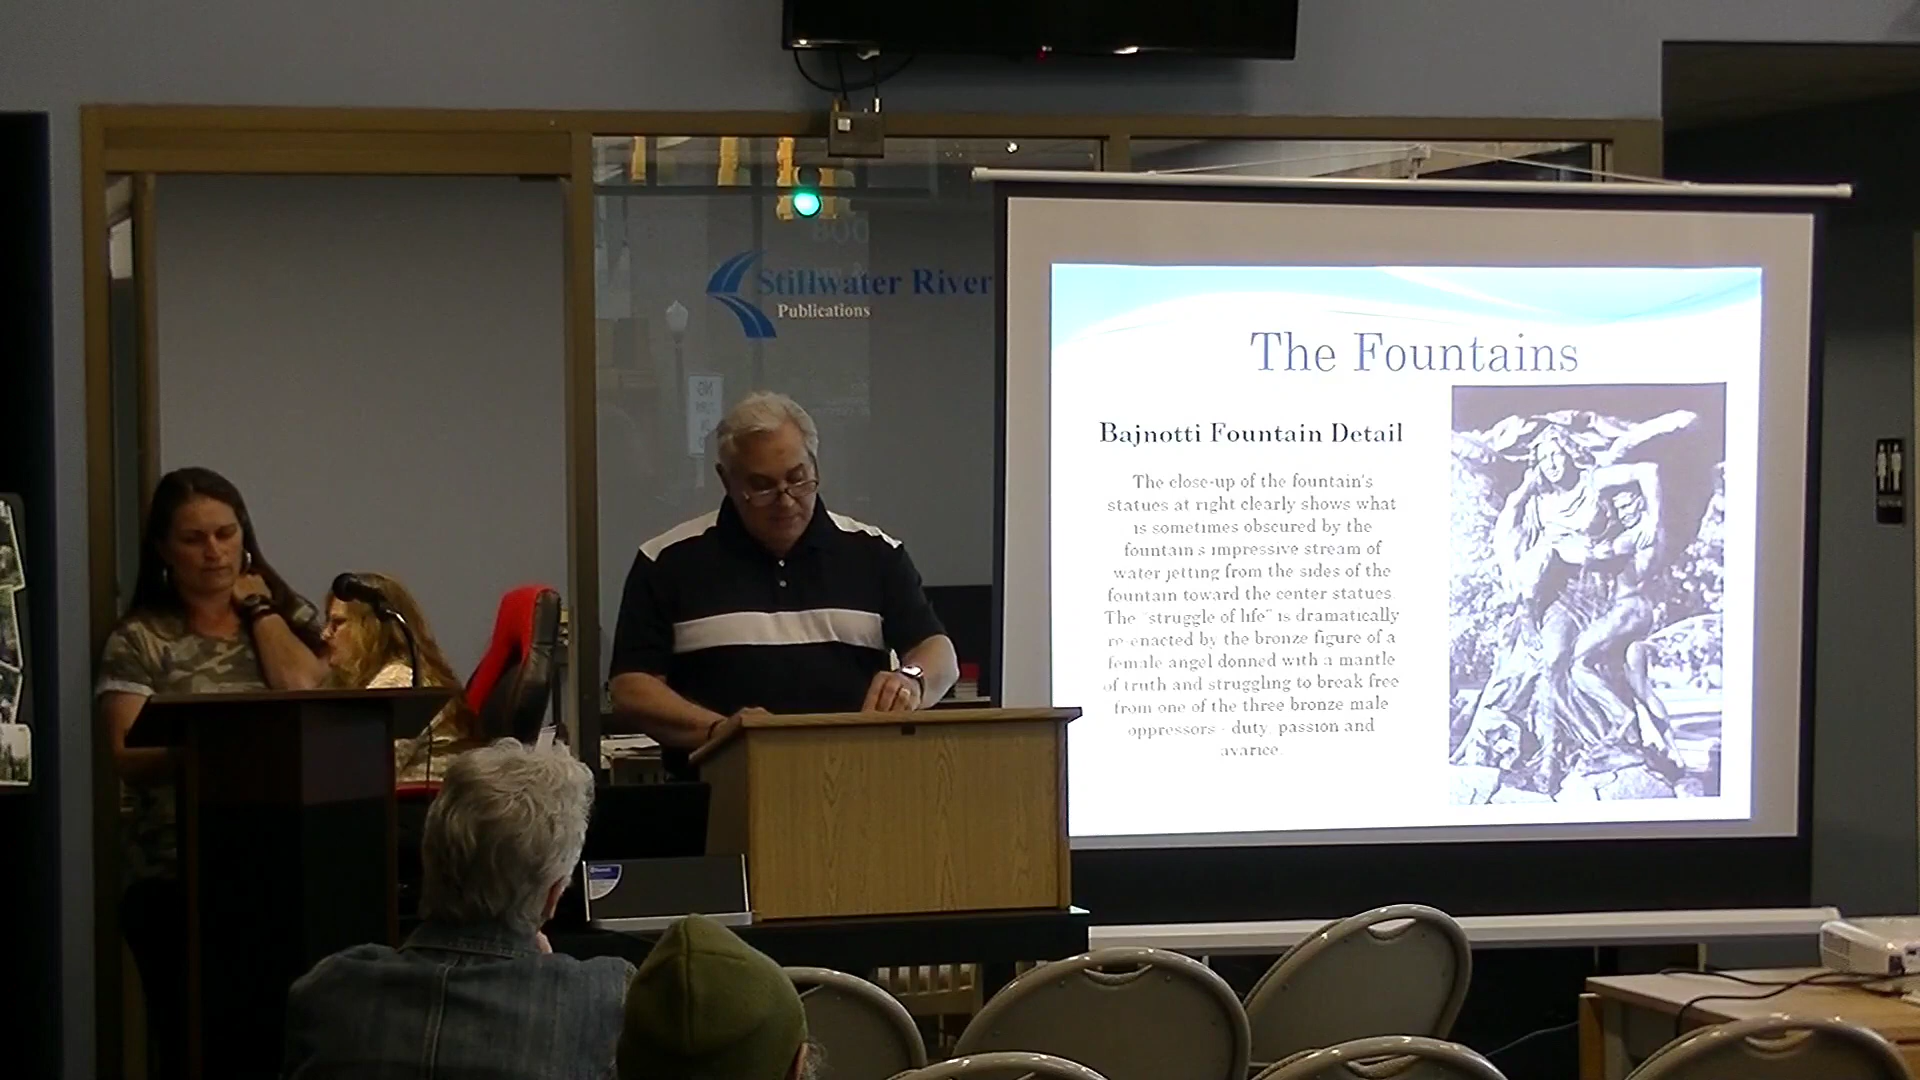 Stillwater River
Publications
The Fountains
Bajnotti Fountain Detail
The close-up of the fountain's
statues at right clearly shows what
is sometimes obscured by the
fountain's impressive stream of
water jetting from the sides of the
fountain toward the center statues.
The "struggle of life" is dramatically
re-enacted by the bronze figure of a
female angel donned with a mantle
of truth and struggling to break free
from one of the three bronze male
oppressors - duty, passion and
avarice.